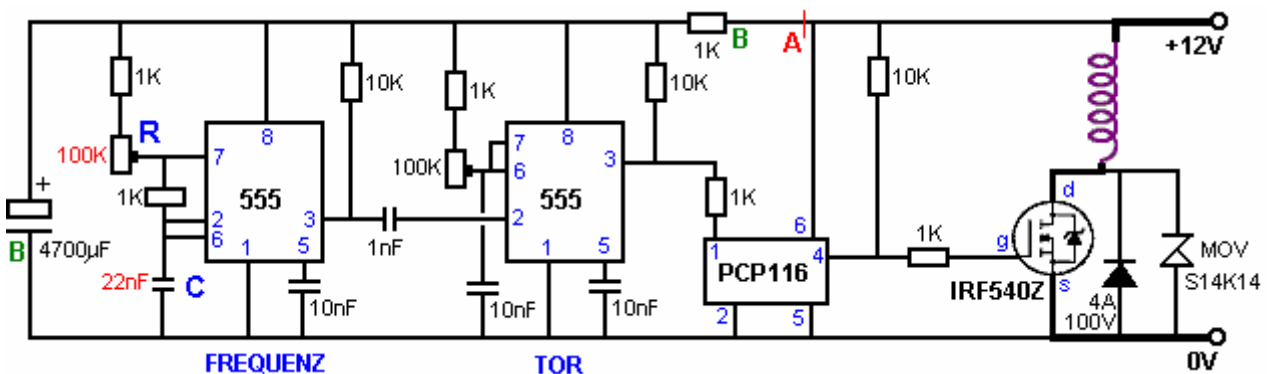 1K B A +12V
1K 10K 1K 10K 10K
R 8 8
100K 7 7 3
100K 6
1K 555 555 1K d
2 3 2 6 1K g MOV
6 1nF 1 4 S14K14
B + 4700µF 1 5 1 5 PCP116 IRF540Z s
22nF C 4A
10nF 10nF 10nF 2 5 100V
FREQUENZ TOR 0V